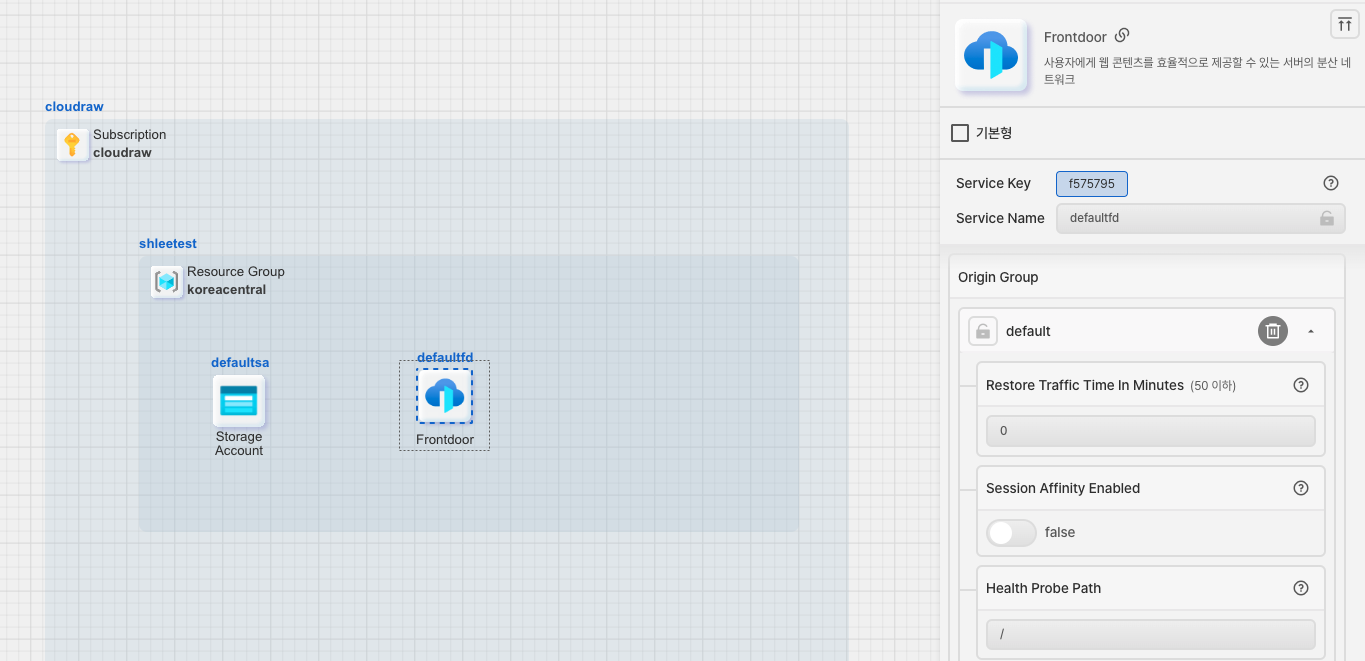 cloudraw
Subscription
cloudraw
shleetest
Resource Group
koreacentral
defaultsa
Storage
Account
defaultfd
Frontdoor
Frontdoor
사용자에게 웹 콘텐츠를 효율적으로 제공할 수 있는 서버의 분산 네
트워크
기본형
Service Key
f575795
Service Name
defaultfd
Origin Group
default
Restore Traffic Time In Minutes (50 이하)
0
Session Affinity Enabled
false
Health Probe Path
/